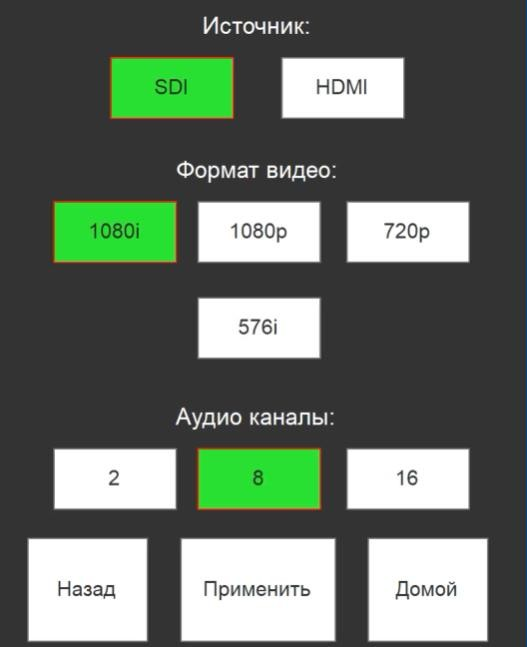 Источник:
SDI HDMI
Формат видео:
1080i 1080p 720p
576i
Аудио каналы:
2 8 16
Назад Применить Домой